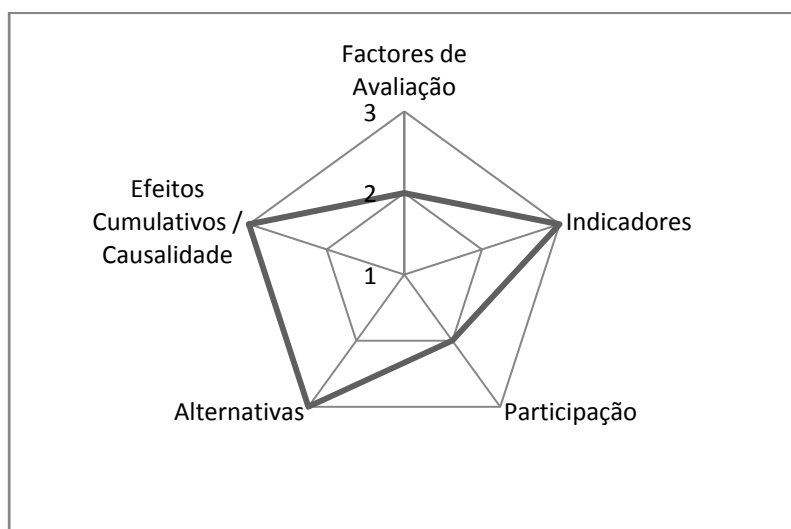 Factores de
Avaliação
3
2
1
Indicadores
Participação
Alternativas
Efeitos
Cumulativos /
Causalidade